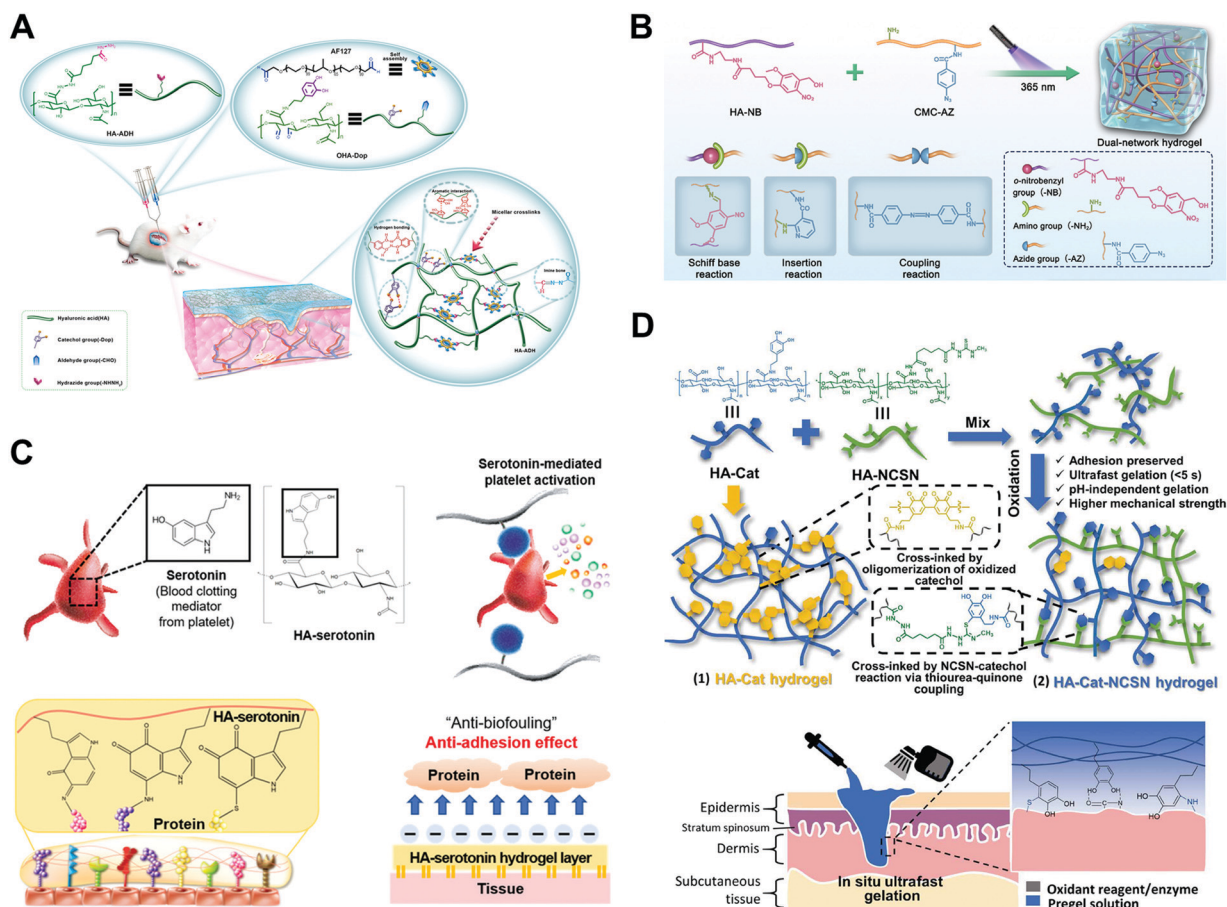 A
AF127
Self
assembly
HA-ADH
OHA-Dop
Aromatic interaction
Hydrogen bonding
Micellar crosslinks
Imine bone
HA-ADH
Hyaluronic acid(HA)
Catechol group(-Dop)
Aldehyde group(-CHO)
Hydrazide group(-NHNH2)
B
HA-NB
CMC-AZ
365 nm
Dual-network hydrogel
Schiff base
reaction
Insertion
reaction
Coupling
reaction
o-nitrobenzyl
group (-NB)
Amino group
(-NH2)
Azide group
(-AZ)
C
Serotonin
(Blood clotting
mediator
from platelet)
HA-serotonin
Serotonin-mediated
platelet activation
HA-serotonin
Protein
"Anti-biofouling"
Anti-adhesion effect
Protein Protein
HA-serotonin hydrogel layer
Tissue
D
HA-Cat
HA-NCSN
Mix
Oxidation
✓ Adhesion preserved
✓ Ultrafast gelation (<5 s)
✓ pH-independent gelation
✓ Higher mechanical strength
Cross-inked by
oligomerization of oxidized
catechol
Cross-inked by NCSN-catechol
reaction via thiourea-quinone
coupling
(1) HA-Cat hydrogel
(2) HA-Cat-NCSN hydrogel
Epidermis
Stratum spinosum
Dermis
Subcutaneous
tissue
In situ ultrafast
gelation
Oxidant reagent/enzyme
Pregel solution